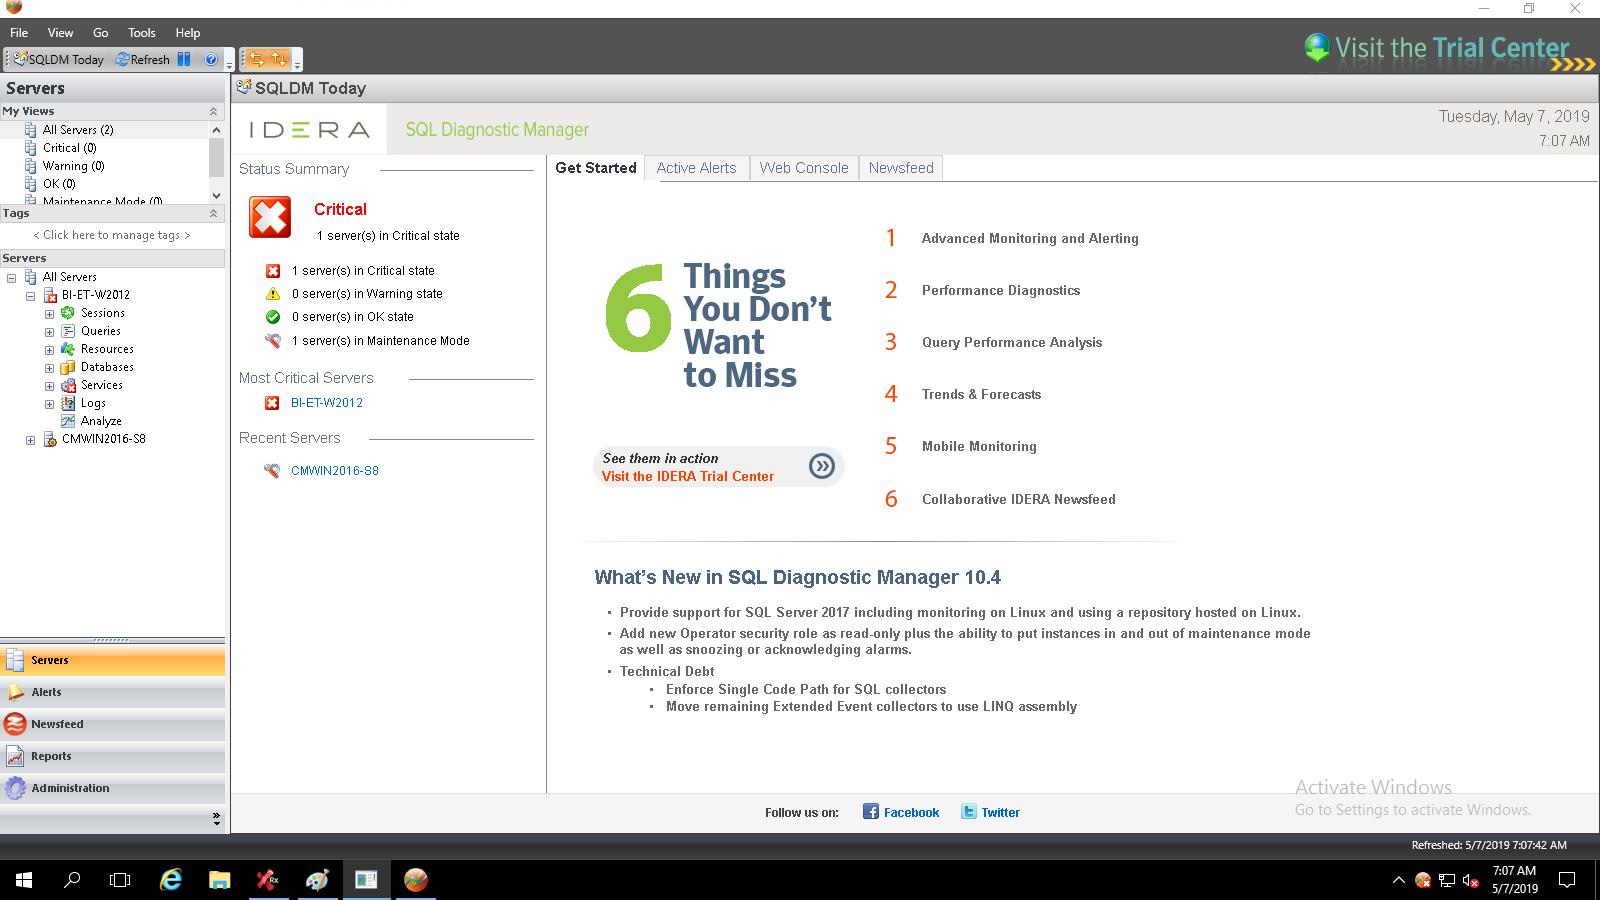 File View Go Tools Help
Visit the Trial Center
SQLDM Today Refresh
Servers
SQLDM Today
My Views
All Servers (2)
Critical (0)
Warning (0)
OK (0)
Maintenance Mode (0)
Tags
< Click here to manage tags >
Servers
All Servers
BI-ET-W2012
Sessions
Queries
Resources
Databases
Services
Logs
Analyze
CMWIN2016-S8
Servers
Alerts
Newsfeed
Reports
Administration
IDERA SQL Diagnostic Manager
Tuesday, May 7, 2019
7:07 AM
Status Summary
Critical
1 server(s) in Critical state
1 server(s) in Critical state
0 server(s) in Warning state
0 server(s) in OK state
1 server(s) in Maintenance Mode
Most Critical Servers
BI-ET-W2012
Recent Servers
CMWIN2016-S8
Get Started Active Alerts Web Console Newsfeed
6 Things
You Don't
Want
to Miss
See them in action
Visit the IDERA Trial Center
1 Advanced Monitoring and Alerting
2 Performance Diagnostics
3 Query Performance Analysis
4 Trends & Forecasts
5 Mobile Monitoring
6 Collaborative IDERA Newsfeed
What's New in SQL Diagnostic Manager 10.4
• Provide support for SQL Server 2017 including monitoring on Linux and using a repository hosted on Linux.
• Add new Operator security role as read-only plus the ability to put instances in and out of maintenance mode
as well as snoozing or acknowledging alarms.
• Technical Debt
• Enforce Single Code Path for SQL collectors
• Move remaining Extended Event collectors to use LINQ assembly
Activate Windows
Go to Settings to activate Windows.
Follow us on: Facebook Twitter
Refreshed: 5/7/2019 7:07:42 AM
7:07 AM
5/7/2019